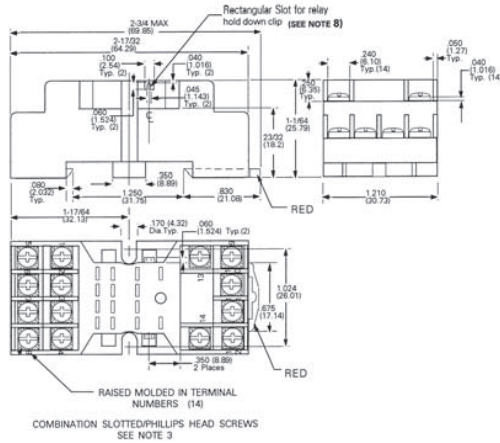 Rectangular Slot for relay
hold down clip (SEE NOTE 8)
2-3/4 MAX
(69.85)
2-17/32
(64.29)
.100
(2.54)
Typ. (2)
.040
(1.016)
Typ. (2)
.045
(1.143)
Typ. (2)
.060
(1.524)
Typ. (2)
23/32
(18.2)
1-1/64
(25.79)
.250
(6.35)
Typ.
.240
(6.10)
Typ.(14)
.050
(1.27)
Typ.
.040
(1.016)
Typ. (14)
.080
(2.032)
Typ.
.350
(8.89)
1.250
(31.75)
.830
(21.08)
1.210
(30.73)
RED
1-17/64
(32.13)
.170 (4.32)
Dia.Typ.
.060
(1.524) Typ.(2)
13
14
1.024
(26.01)
.675
(17.14)
.350 (8.89)
2 Places
RED
RAISED MOLDED IN TERMINAL
NUMBERS (14)
COMBINATION SLOTTED/PHILLIPS HEAD SCREWS
SEE NOTE 3